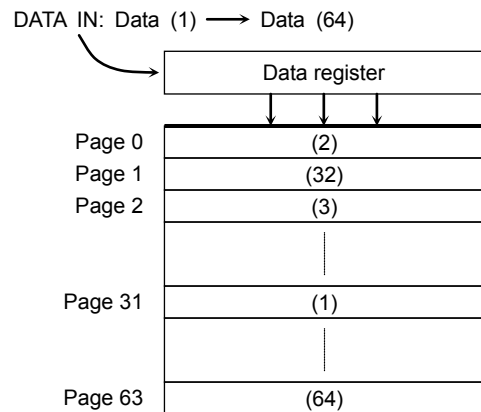 DATA IN: Data (1) → Data (64)
Data register
Page 0 (2)
Page 1 (32)
Page 2 (3)
Page 31 (1)
Page 63 (64)